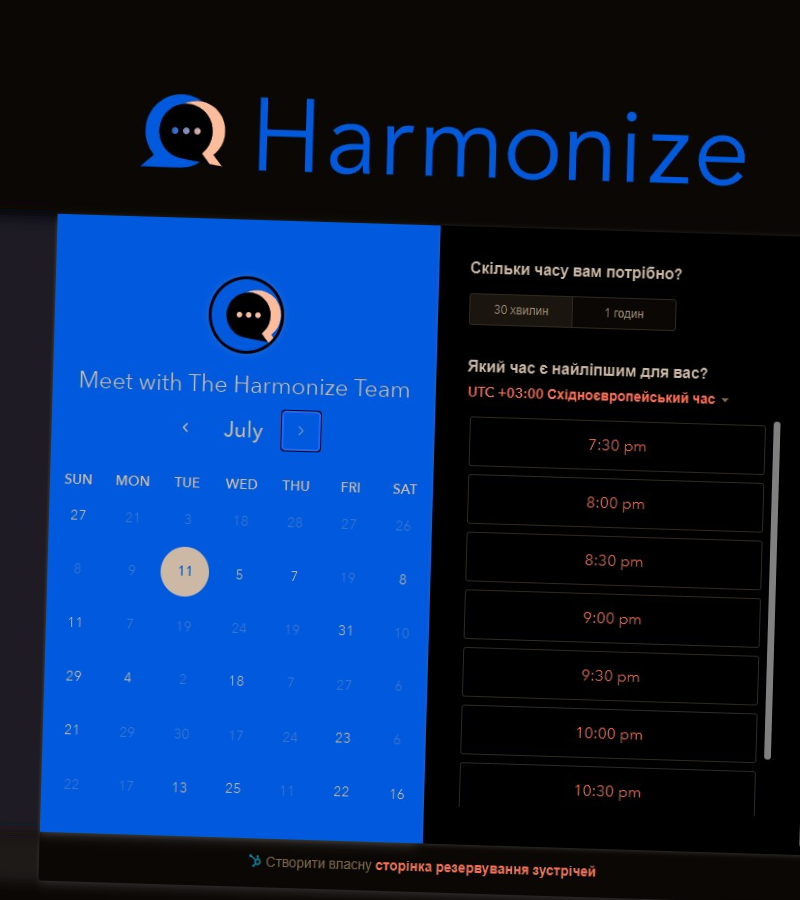 Harmonize
Meet with The Harmonize Team
July
SUN MON TUE WED THU FRI SAT
27 21 3 18 28 27 26
8 9 11 5 7 19 8
11 7 19 24 19 31 10
29 4 2 18 7 27 6
21 29 30 17 24 23 6
22 17 13 25 11 22 16
Скільки часу вам потрібно?
30 хвилин 1 годин
Який час є найліпшим для вас?
UTC +03:00 Східноєвропейський час
7:30 pm
8:00 pm
8:30 pm
9:00 pm
9:30 pm
10:00 pm
10:30 pm
Створити власну сторінка резервування зустрічей